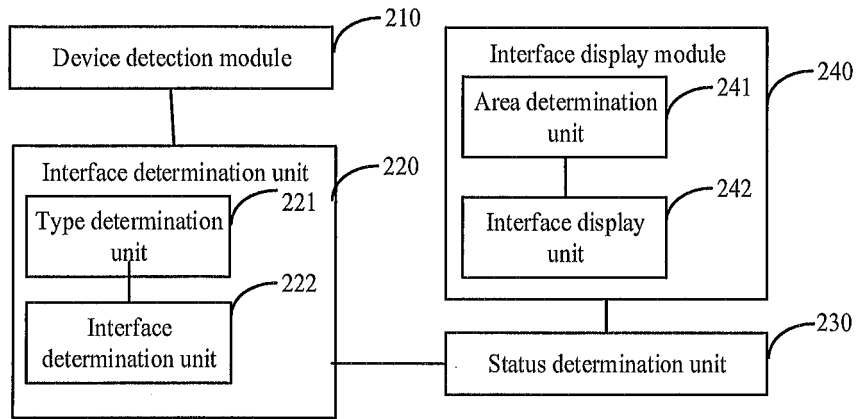 Device detection module
210
Interface determination unit
220
Type determination
unit
221
Interface
determination unit
222
Interface display module
240
Area determination
unit
241
Interface display
unit
242
Status determination unit
230